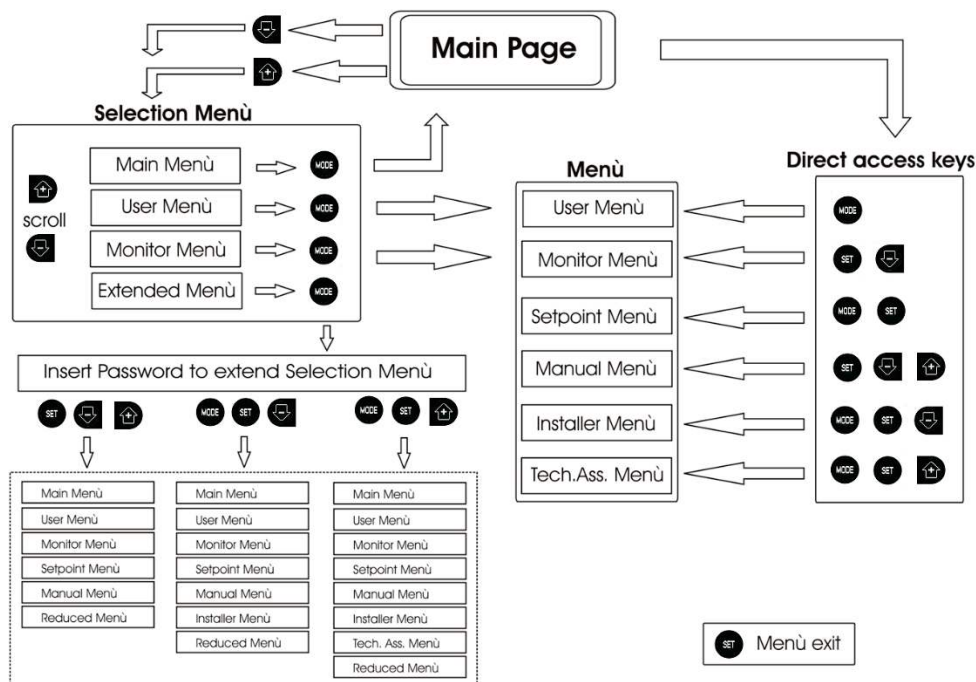 Main Page
Selection Menù
scroll
Main Menù
MODE
User Menù
MODE
Monitor Menù
MODE
Extended Menù
MODE
Insert Password to extend Selection Menù
SET
MODE SET
MODE SET
Main Menù
User Menù
Monitor Menù
Setpoint Menù
Manual Menù
Reduced Menù
Main Menù
User Menù
Monitor Menù
Setpoint Menù
Manual Menù
Installer Menù
Reduced Menù
Main Menù
User Menù
Monitor Menù
Setpoint Menù
Manual Menù
Installer Menù
Tech. Ass. Menù
Reduced Menù
Menù
User Menù
Monitor Menù
Setpoint Menù
Manual Menù
Installer Menù
Tech.Ass. Menù
Direct access keys
MODE
SET
MODE SET
SET
MODE SET
MODE SET
SET Menù exit